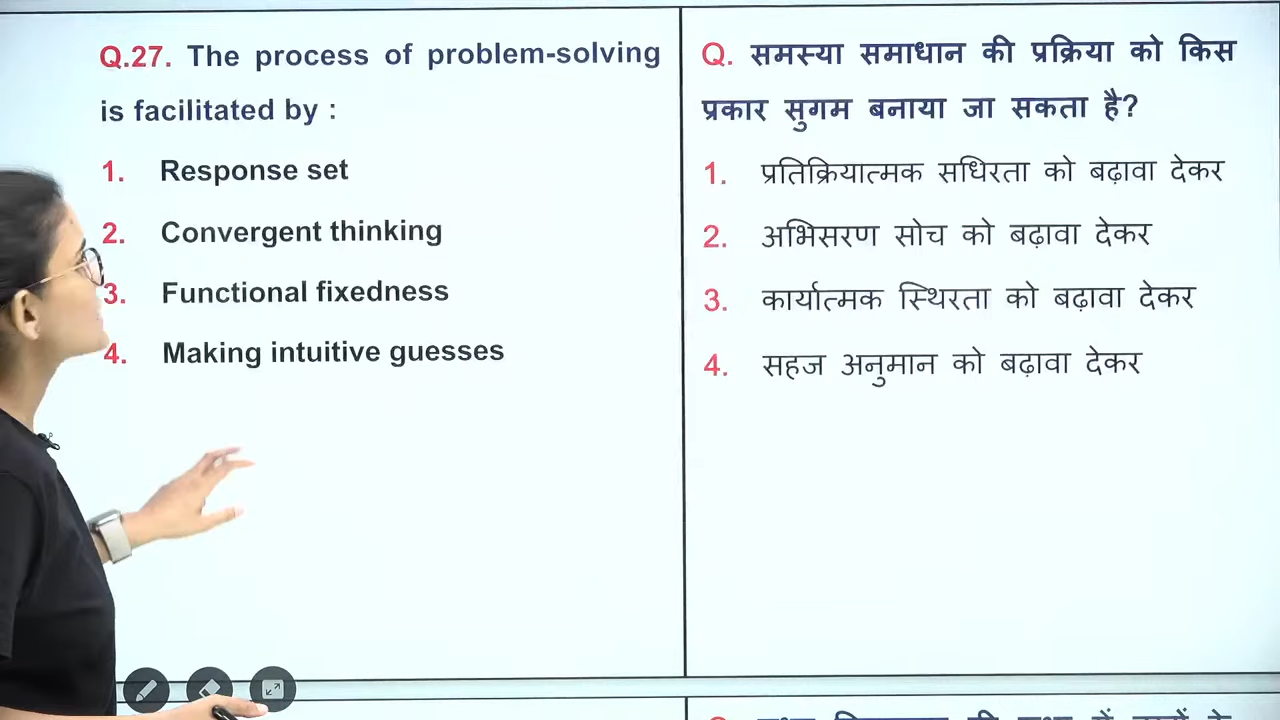 Q.27. The process of problem-solving
is facilitated by :
1. Response set
2. Convergent thinking
3. Functional fixedness
4. Making intuitive guesses
Q. समस्या समाधान की प्रक्रिया को किस
प्रकार सुगम बनाया जा सकता है?
1. प्रतिक्रियात्मक सधिरता को बढ़ावा देकर
2. अभिसरण सोच को बढ़ावा देकर
3. कार्यात्मक स्थिरता को बढ़ावा देकर
4. सहज अनुमान को बढ़ावा देकर